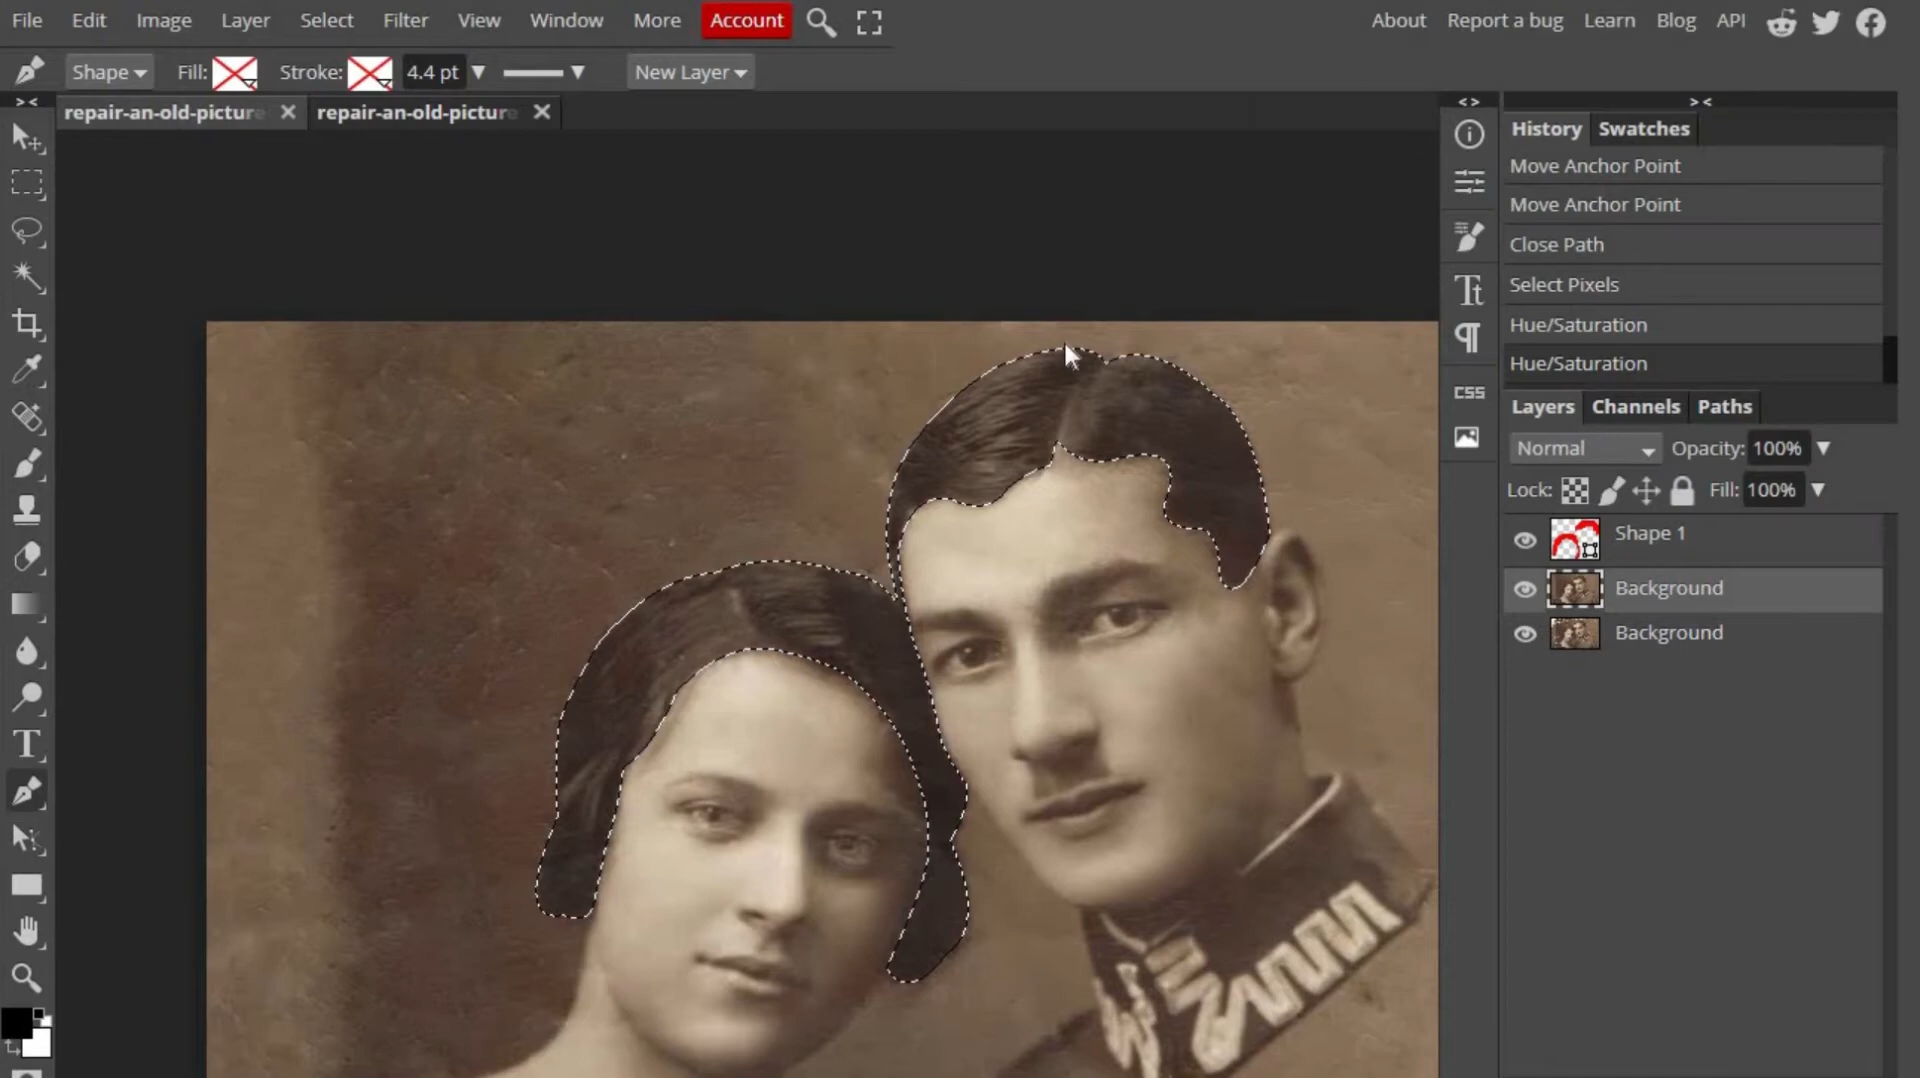 File Edit Image Layer Select Filter View Window More Account About Report a bug Learn Blog API
Shape Fill: Stroke: 4.4 pt New Layer
repair-an-old-picture repair-an-old-picture
History Swatches
Move Anchor Point
Move Anchor Point
Close Path
Select Pixels
Hue/Saturation
Hue/Saturation
CSS
Layers Channels Paths
Normal Opacity: 100%
Lock: Fill: 100%
Shape 1
Background
Background